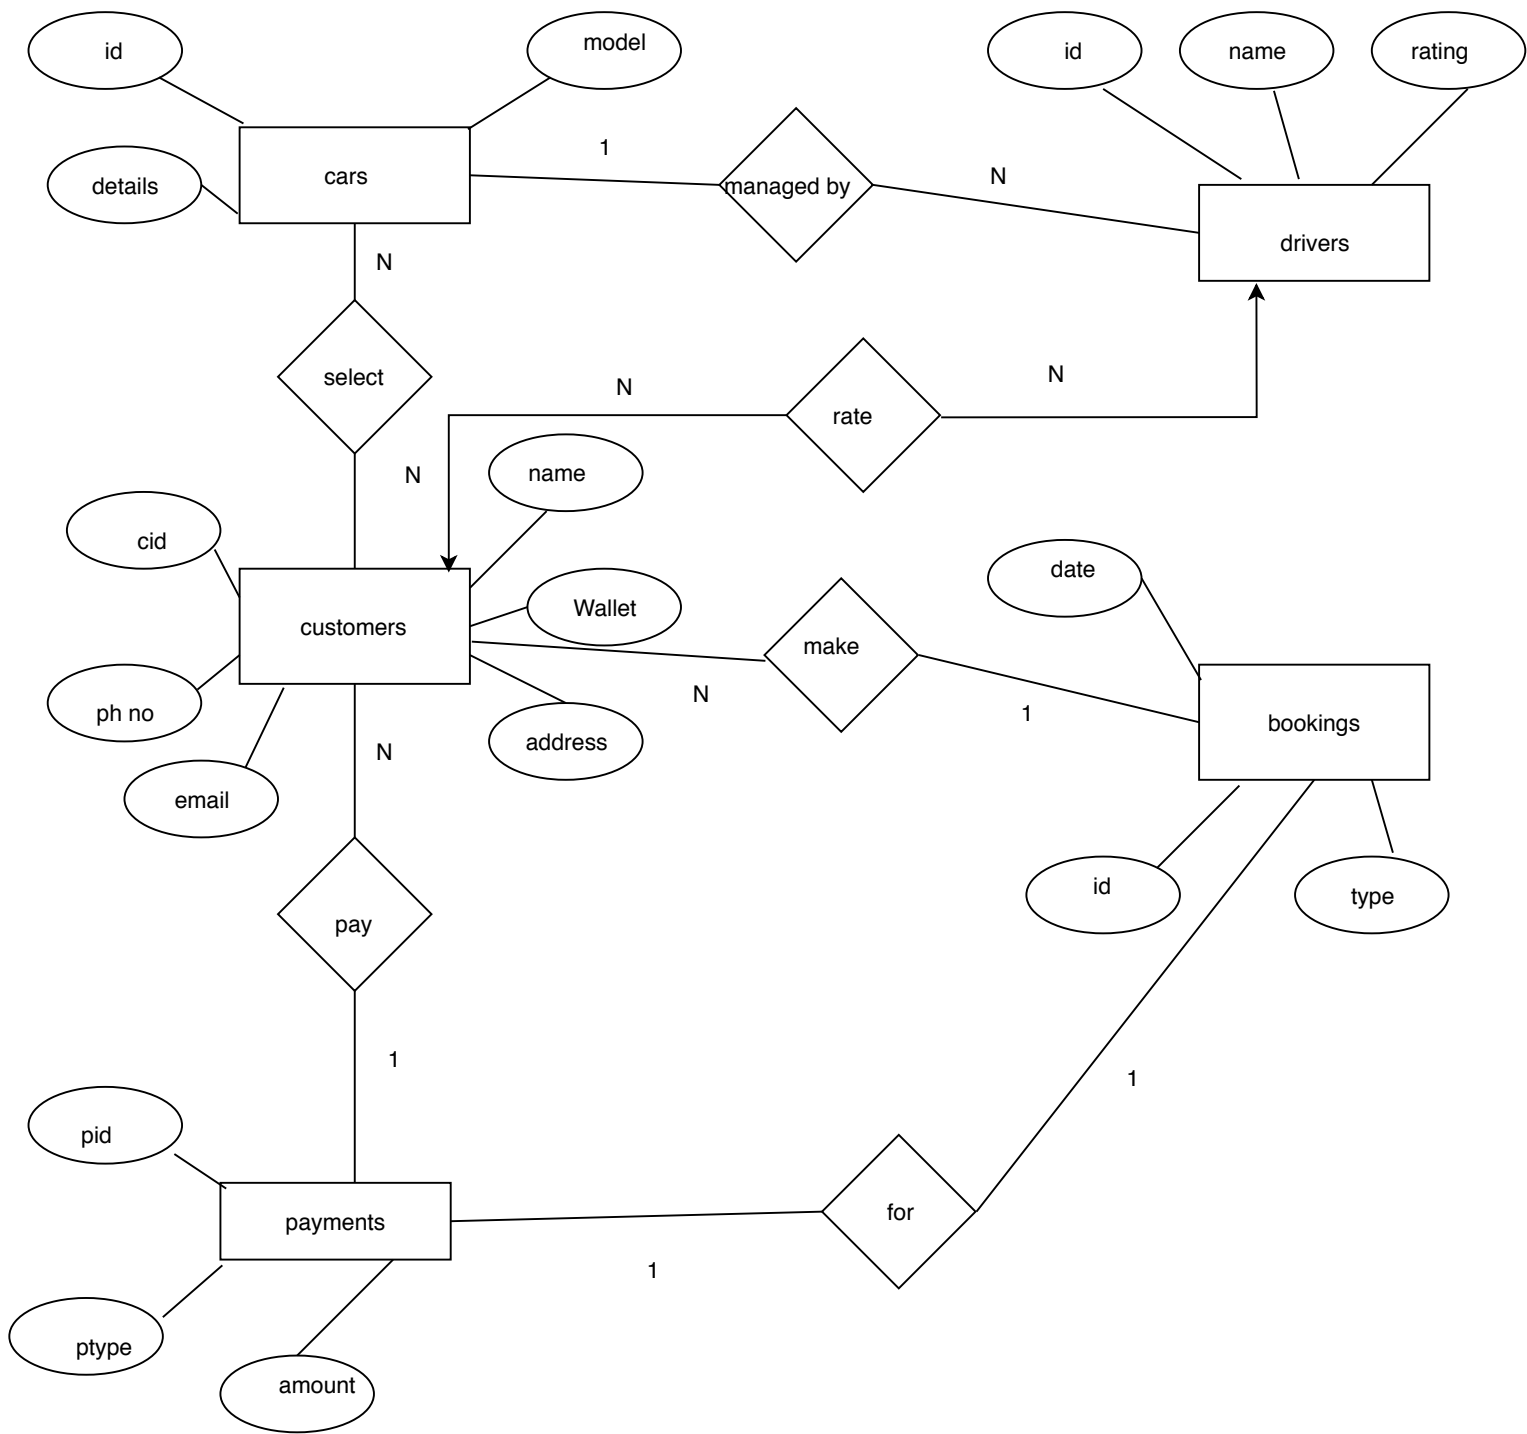 id
model
id
name
rating
1
cars
managed by
N
details
drivers
N
select
N
rate
N
N
name
cid
date
customers
Wallet
make
N
1
bookings
ph no
address
N
email
id
type
pay
1
1
pid
payments
for
1
ptype
amount